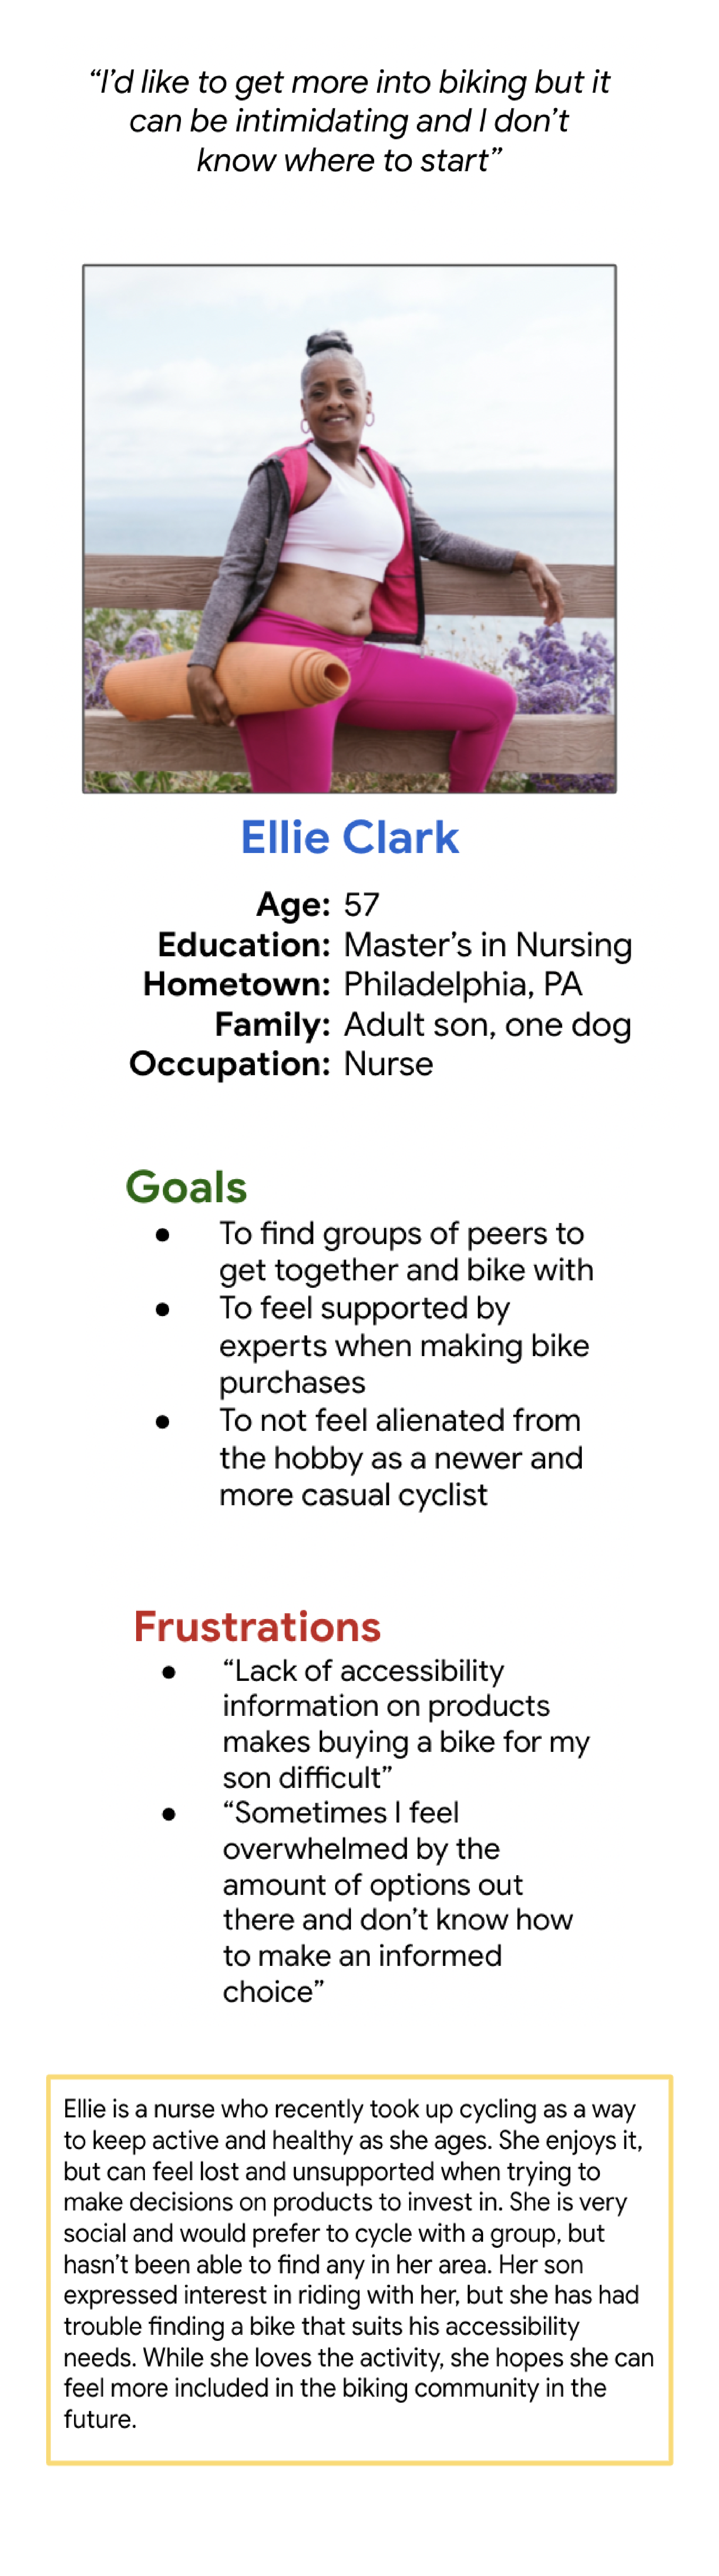 “I’d like to get more into biking but it
can be intimidating and I don’t
know where to start”
Ellie Clark
Age: 57
Education: Master’s in Nursing
Hometown: Philadelphia, PA
Family: Adult son, one dog
Occupation: Nurse
Goals
● To find groups of peers to
get together and bike with
● To feel supported by
experts when making bike
purchases
● To not feel alienated from
the hobby as a newer and
more casual cyclist
Frustrations
● “Lack of accessibility
information on products
makes buying a bike for my
son difficult”
● “Sometimes I feel
overwhelmed by the
amount of options out
there and don’t know how
to make an informed
choice”
Ellie is a nurse who recently took up cycling as a way
to keep active and healthy as she ages. She enjoys it,
but can feel lost and unsupported when trying to
make decisions on products to invest in. She is very
social and would prefer to cycle with a group, but
hasn’t been able to find any in her area. Her son
expressed interest in riding with her, but she has had
trouble finding a bike that suits his accessibility
needs. While she loves the activity, she hopes she can
feel more included in the biking community in the
future.